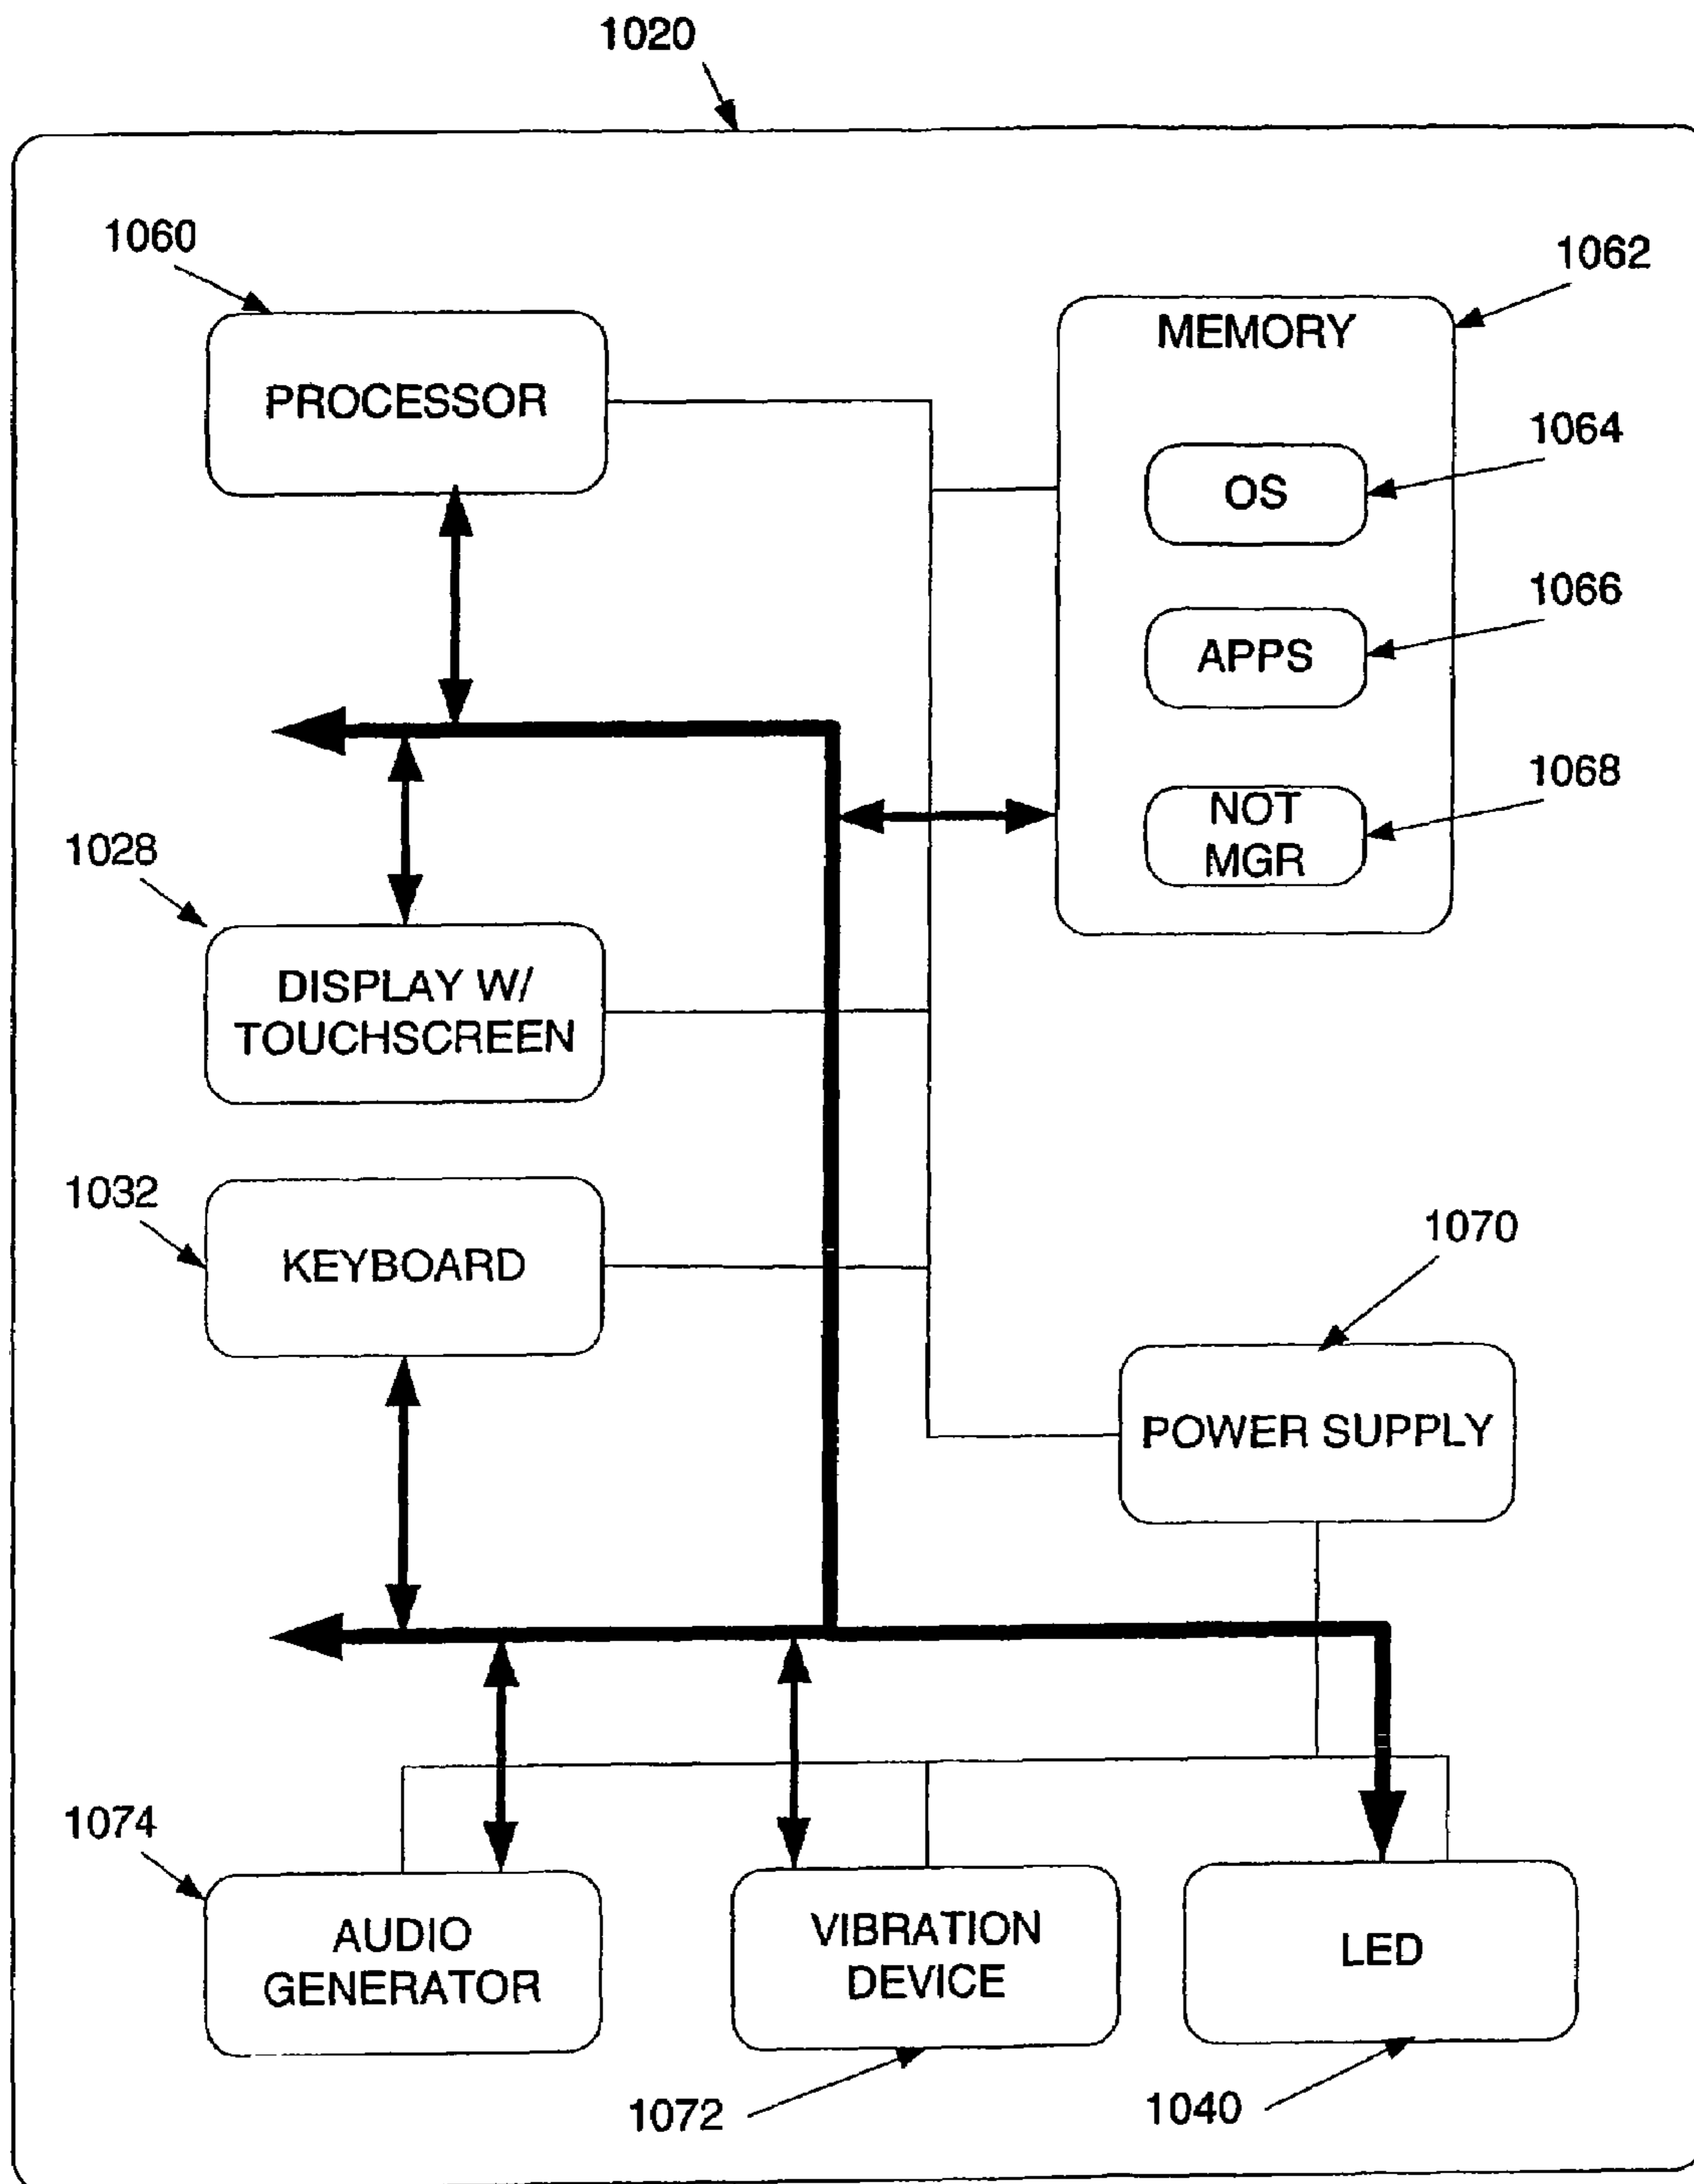 1020
1060
PROCESSOR
1062
MEMORY
1064
OS
1066
APPS
1068
NOT
MGR
1028
DISPLAY W/
TOUCHSCREEN
1032
KEYBOARD
1070
POWER SUPPLY
1074
AUDIO
GENERATOR
VIBRATION
DEVICE
LED
1072
1040